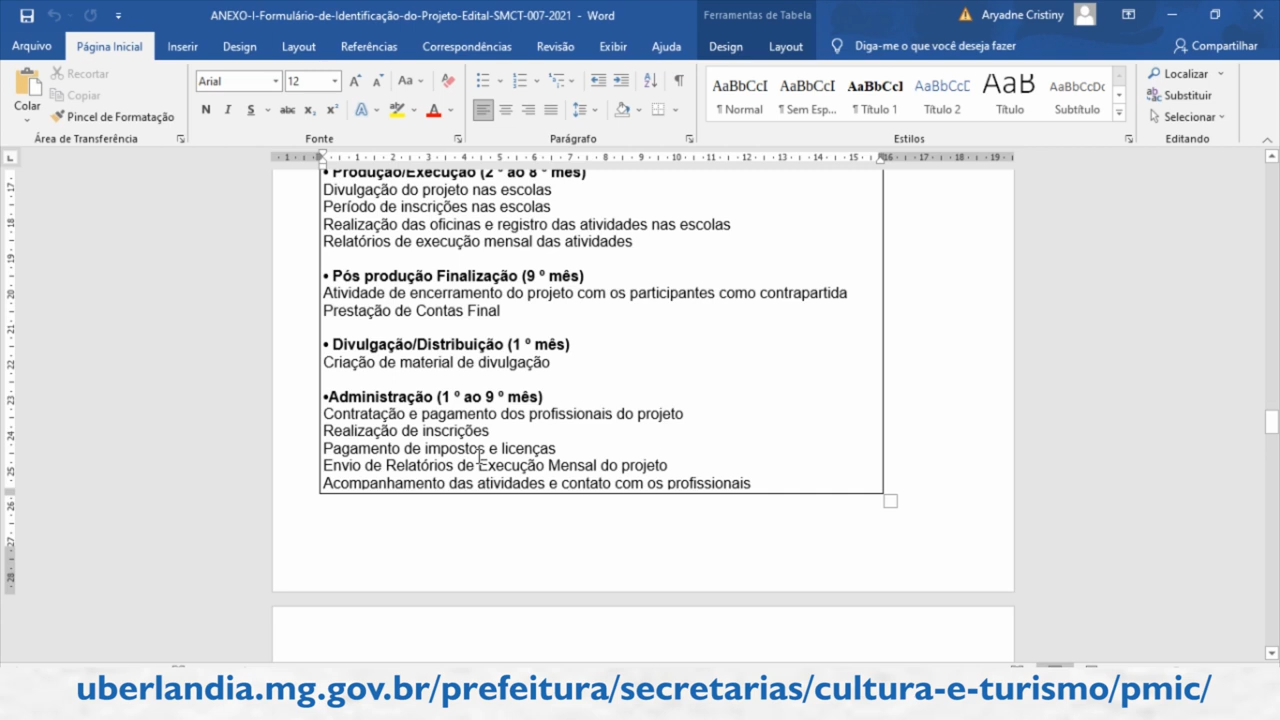 ANEXO-I-Formulário-de-Identificação-do-Projeto-Edital-SMCT-007-2021 - Word
Ferramentas de Tabela
Aryadne Cristiny
Arquivo
Página Inicial
Inserir
Design
Layout
Referências
Correspondências
Revisão
Exibir
Ajuda
Design
Layout
Diga-me o que você deseja fazer
Compartilhar
Colar
Recortar
Copiar
Pincel de Formatação
Área de Transferência
Arial
12
Fonte
Parágrafo
AaBbCcI
¶ Normal
AaBbCcI
¶ Sem Esp...
AaBbCcI
¶ Título 1
AaBbCcC
Título 2
AaB
Título
AaBbCcDc
Subtítulo
Estilos
Localizar
Substituir
Selecionar
Editando
• Produção/Execução (2 º ao 8 º mês)
Divulgação do projeto nas escolas
Período de inscrições nas escolas
Realização das oficinas e registro das atividades nas escolas
Relatórios de execução mensal das atividades
• Pós produção Finalização (9 º mês)
Atividade de encerramento do projeto com os participantes como contrapartida
Prestação de Contas Final
• Divulgação/Distribuição (1 º mês)
Criação de material de divulgação
•Administração (1 º ao 9 º mês)
Contratação e pagamento dos profissionais do projeto
Realização de inscrições
Pagamento de impostos e licenças
Envio de Relatórios de Execução Mensal do projeto
Acompanhamento das atividades e contato com os profissionais
uberlandia.mg.gov.br/prefeitura/secretarias/cultura-e-turismo/pmic/